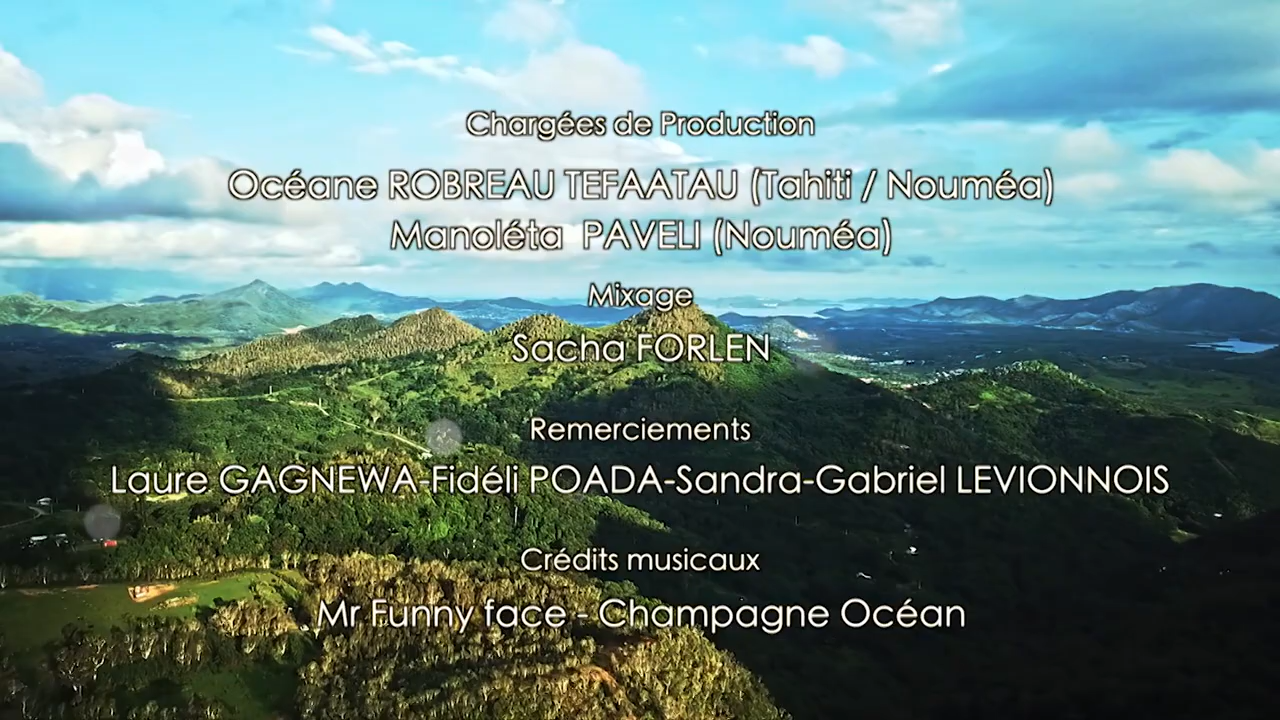 Chargées de Production
Océane ROBREAU TEFAATAU (Tahiti / Nouméa)
Manoléta PAVELI (Nouméa)
Mixage
Sacha FORLEN
Remerciements
Laure GAGNEWA-Fidéli POADA-Sandra-Gabriel LEVIONNOIS
Crédits musicaux
Mr Funny face - Champagne Océan